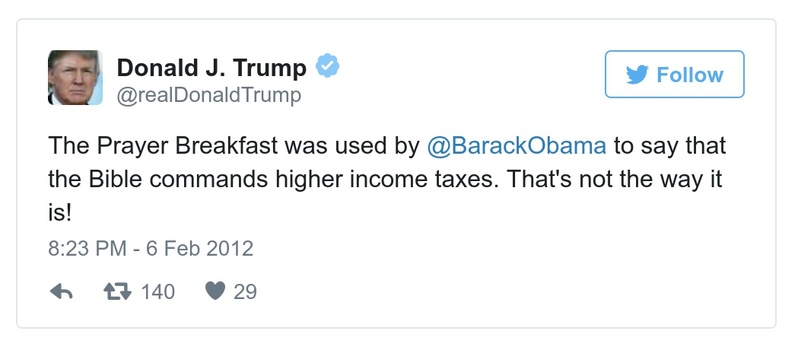 Donald J. Trump
@realDonaldTrump
Follow
The Prayer Breakfast was used by @BarackObama to say that
the Bible commands higher income taxes. That's not the way it
is!
8:23 PM - 6 Feb 2012
140 29